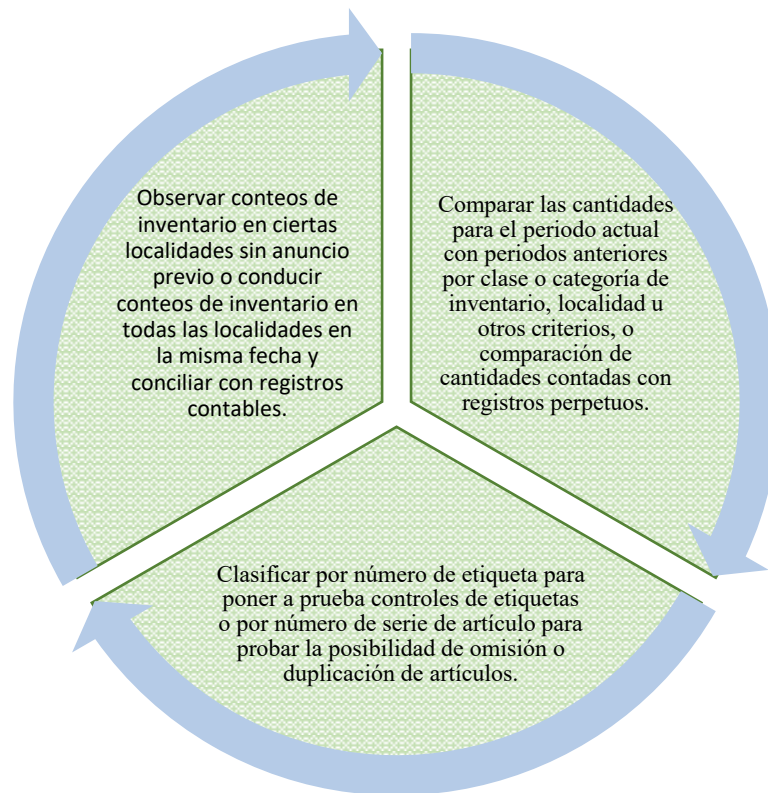 Observar conteos de
inventario en ciertas
localidades sin anuncio
previo o conducir
conteos de inventario en
todas las localidades en
la misma fecha y
conciliar con registros
contables.
Comparar las cantidades
para el periodo actual
con periodos anteriores
por clase o categoría de
inventario, localidad u
otros criterios, o
comparación de
cantidades contadas con
registros perpetuos.
Clasificar por número de etiqueta para
poner a prueba controles de etiquetas
o por número de serie de artículo para
probar la posibilidad de omisión o
duplicación de artículos.